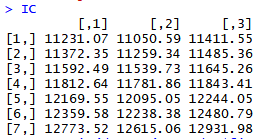 > IC
[,1] [,2] [,3]
[1,] 11231.07 11050.59 11411.55
[2,] 11372.35 11259.34 11485.36
[3,] 11592.49 11539.73 11645.26
[4,] 11812.64 11781.86 11843.41
[5,] 12169.55 12095.05 12244.05
[6,] 12359.58 12238.38 12480.79
[7,] 12773.52 12615.06 12931.98